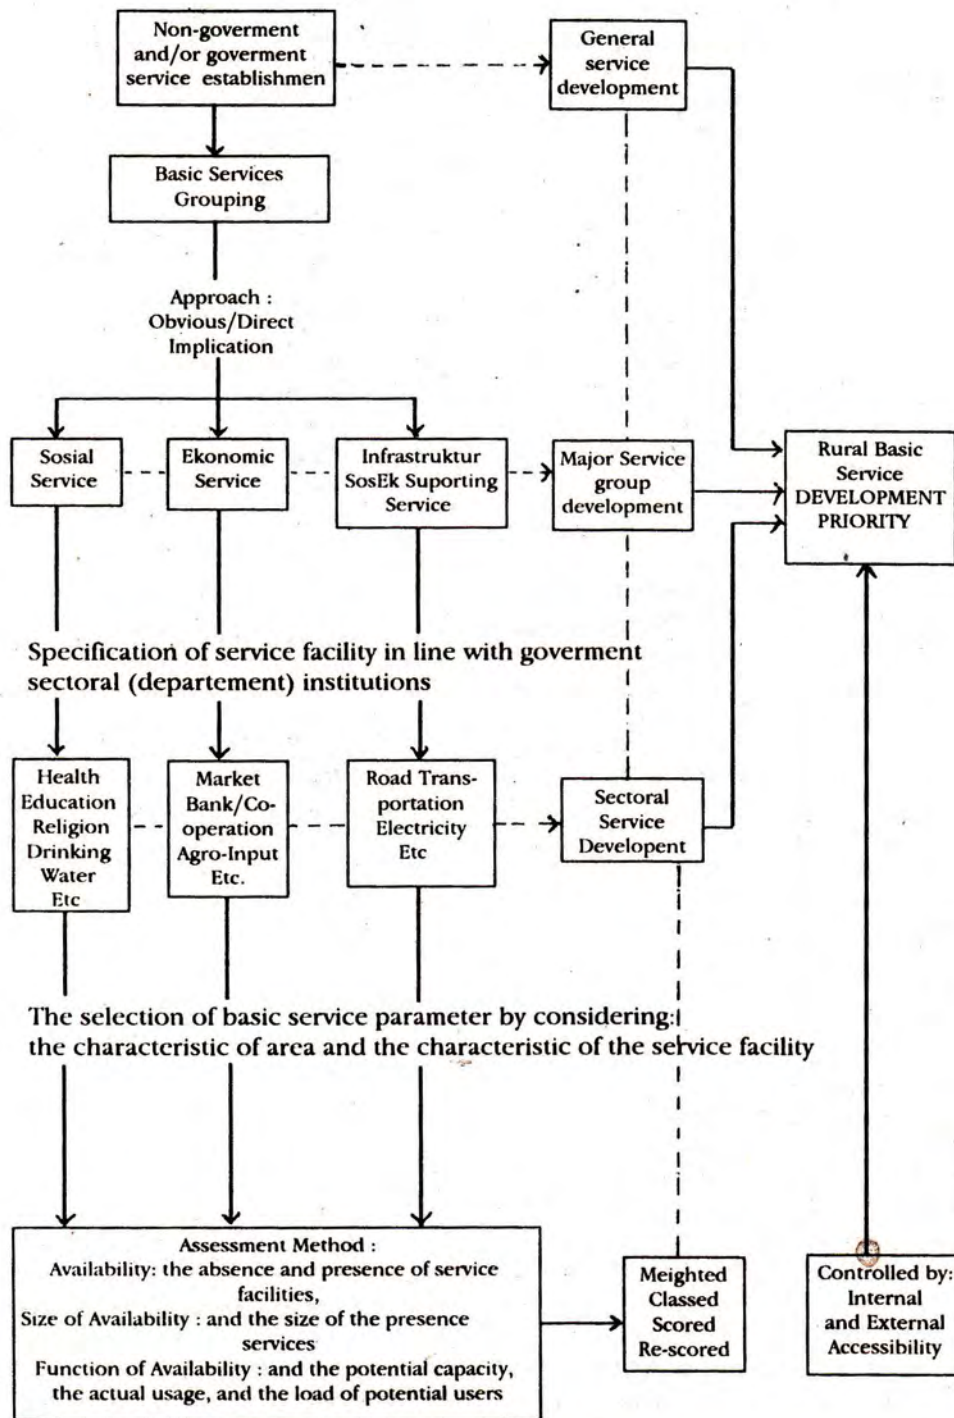 Non-goverment
and/or goverment
service establishmen
General
service
development
Basic Services
Grouping
Approach :
Obvious/Direct
Implication
Sosial
Service
Ekonomic
Service
Infrastruktur
SosEk Suporting
Service
Major Service
group
development
Rural Basic
Service
DEVELOPMENT
PRIORITY
Specification of service facility in line with goverment
sectoral (departement) institutions
Health
Education
Religion
Drinking
Water
Etc
Market
Bank/Co-
operation
Agro-Input
Etc.
Road Trans-
portation
Electricity
Etc
Sectoral
Service
Developent
The selection of basic service parameter by considering:
the characteristic of area and the characteristic of the service facility
Assessment Method :
Availability: the absence and presence of service
facilities,
Size of Availability : and the size of the presence
services
Function of Availability : and the potential capacity,
the actual usage, and the load of potential users
Meighted
Classed
Scored
Re-scored
Controlled by:
Internal
and External
Accessibility